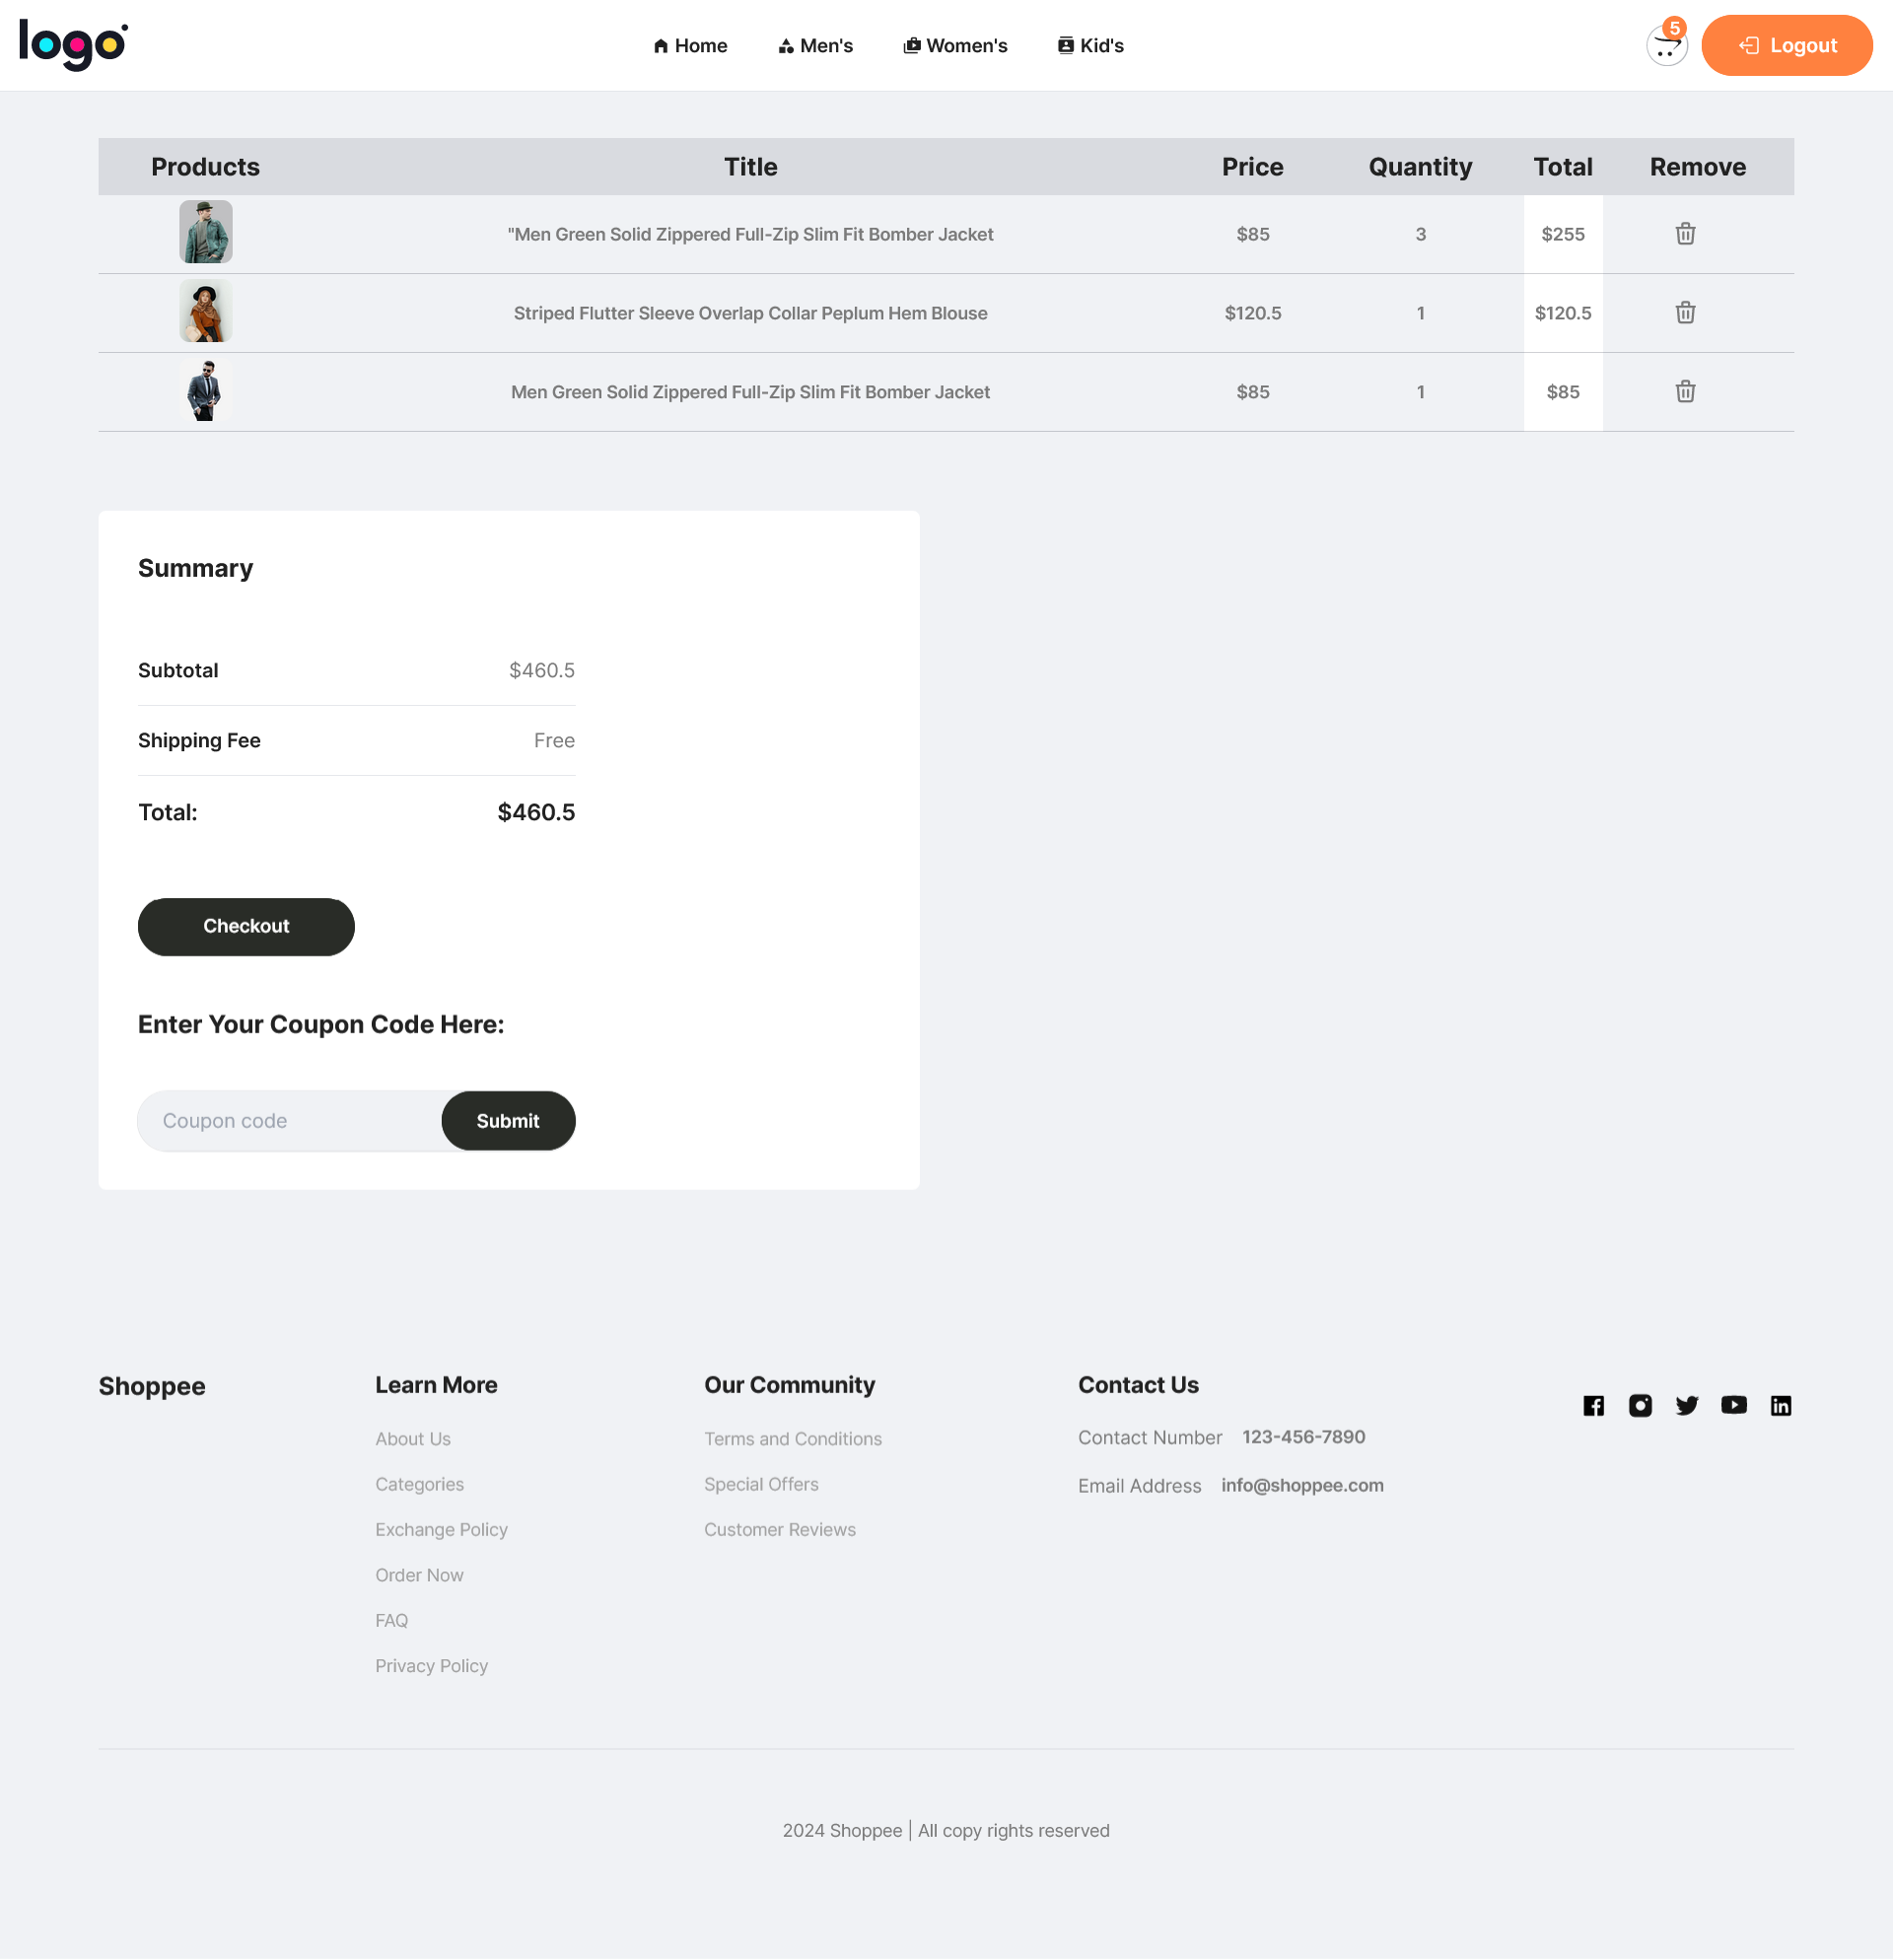 logo
Home Men's Women's Kid's
5
Logout
Products Title Price Quantity Total Remove
"Men Green Solid Zippered Full-Zip Slim Fit Bomber Jacket $85 3 $255
Striped Flutter Sleeve Overlap Collar Peplum Hem Blouse $120.5 1 $120.5
Men Green Solid Zippered Full-Zip Slim Fit Bomber Jacket $85 1 $85
Summary
Subtotal $460.5
Shipping Fee Free
Total: $460.5
Checkout
Enter Your Coupon Code Here:
Coupon code Submit
Shoppee
Learn More
About Us
Categories
Exchange Policy
Order Now
FAQ
Privacy Policy
Our Community
Terms and Conditions
Special Offers
Customer Reviews
Contact Us
Contact Number 123-456-7890
Email Address info@shoppee.com
2024 Shoppee | All copy rights reserved